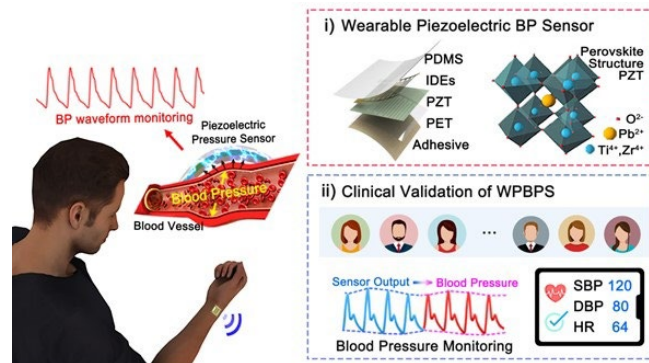 BP waveform monitoring
Piezoelectric
Pressure Sensor
Blood Pressure
Blood Vessel
i) Wearable Piezoelectric BP Sensor
PDMS
IDEs
PZT
PET
Adhesive
Perovskite
Structure
PZT
O²⁻
Pb²⁺
Ti⁴⁺,Zr⁴⁺
ii) Clinical Validation of WPBPS
...
Sensor Output Blood Pressure
Blood Pressure Monitoring
SBP 120
DBP 80
HR 64